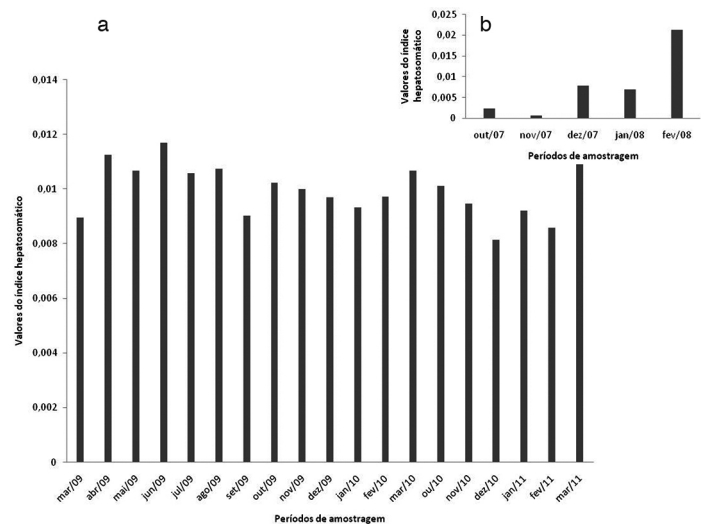 a
b
Valores do índice hepatosomático
0,025
0,02
0,015
0,01
0,005
0
out/07 nov/07 dez/07 jan/08 fev/08
Períodos de amostragem
Valores do índice hepatosomático
0,014
0,012
0,01
0,008
0,006
0,004
0,002
0
mar/09 abr/09 mai/09 jun/09 jul/09 ago/09 set/09 out/09 nov/09 dez/09 jan/10 fev/10 mar/10 ou/10 nov/10 dez/10 jan/11 fev/11 mar/11
Períodos de amostragem